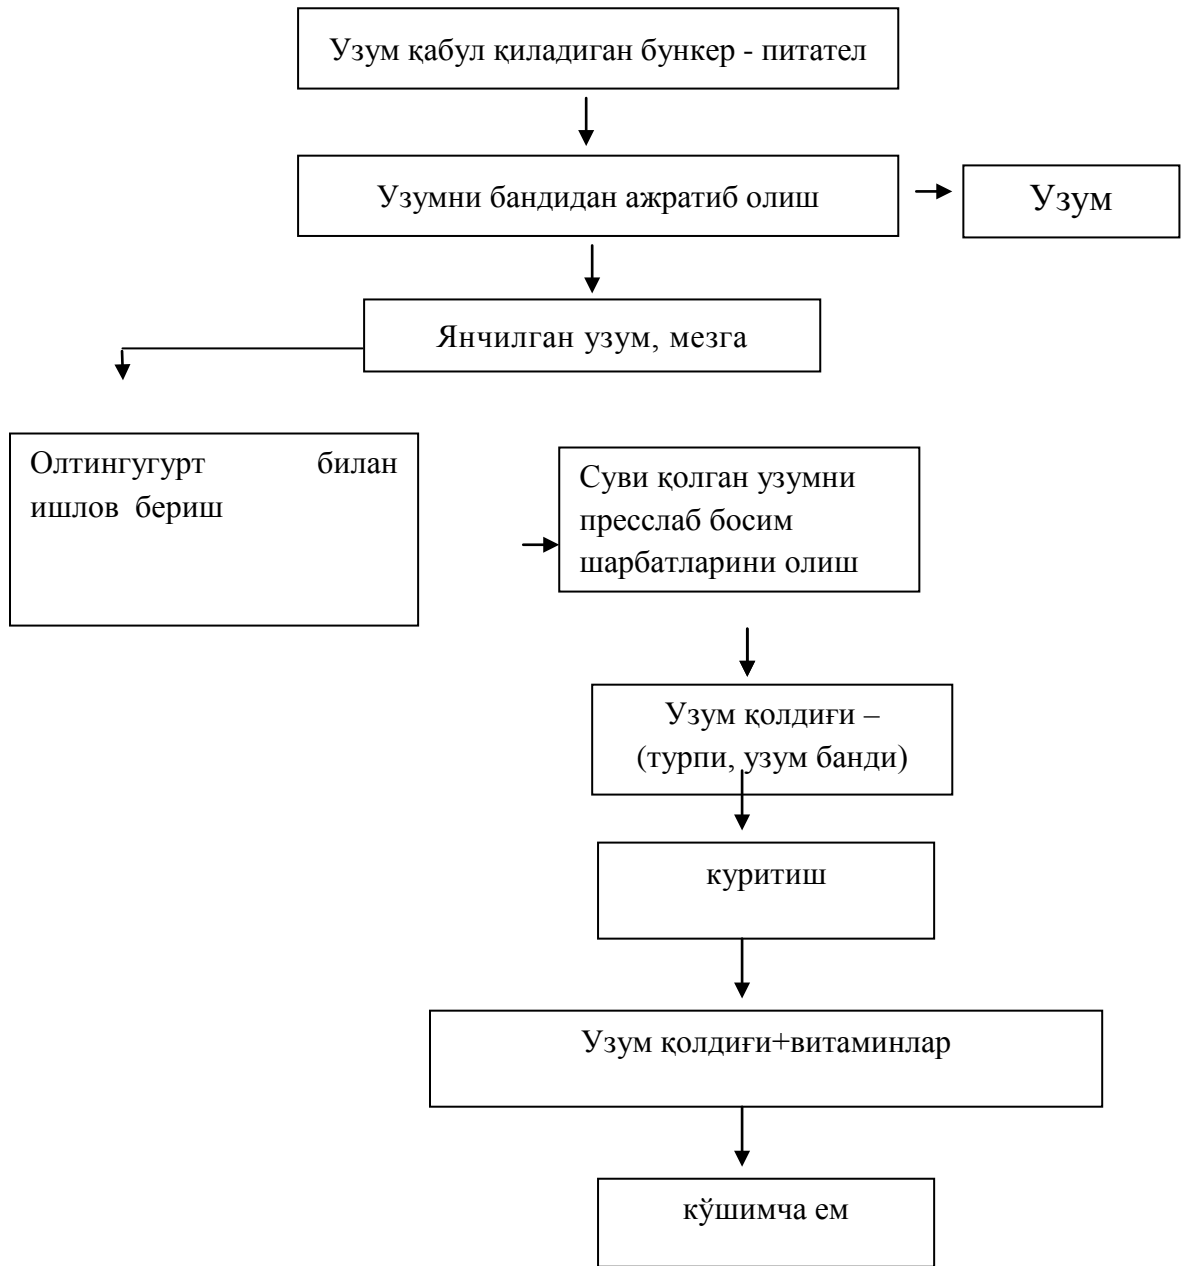 Узум қабул қиладиган бункер - питател
Узумни бандидан ажратиб олиш
Узум
Янчилган узум, мезга
Олтингугурт билан
ишлов бериш
Суви қолган узумни
пресслаб босим
шарбатларини олиш
Узум қолдиғи –
(турпи, узум банди)
куритиш
Узум қолдиғи+витаминлар
кўшимча ем